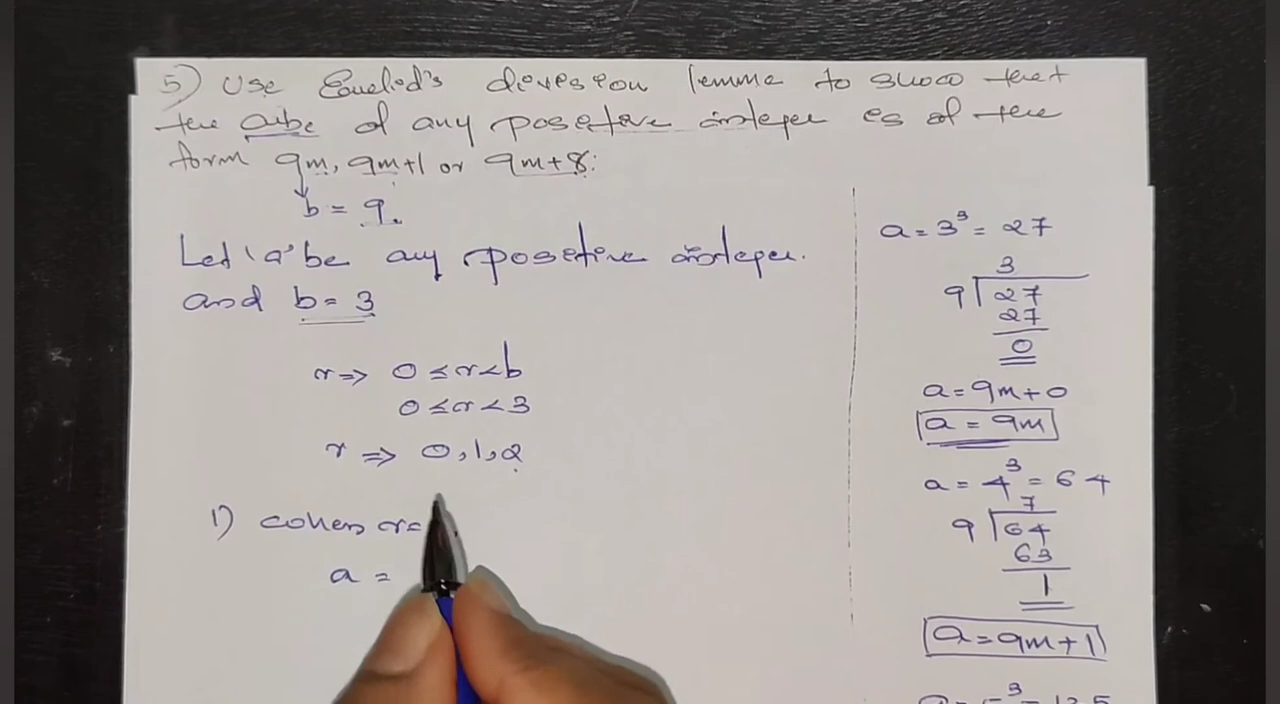 5) Use Euclid's division lemma to show that
the cube of any positive integer is of the
form 9m, 9m+1 or 9m+8.
b = 9.
Let 'a' be any positive integer.
and b = 3
r ⇒ 0 ≤ r < b
0 ≤ r < 3
r ⇒ 0, 1, 2
1) when r =
a =
a = 3³ = 27
3
9 27
27
0
a = 9m + 0
a = 9m
a = 4³ = 64
7
9 64
63
1
a = 9m + 1